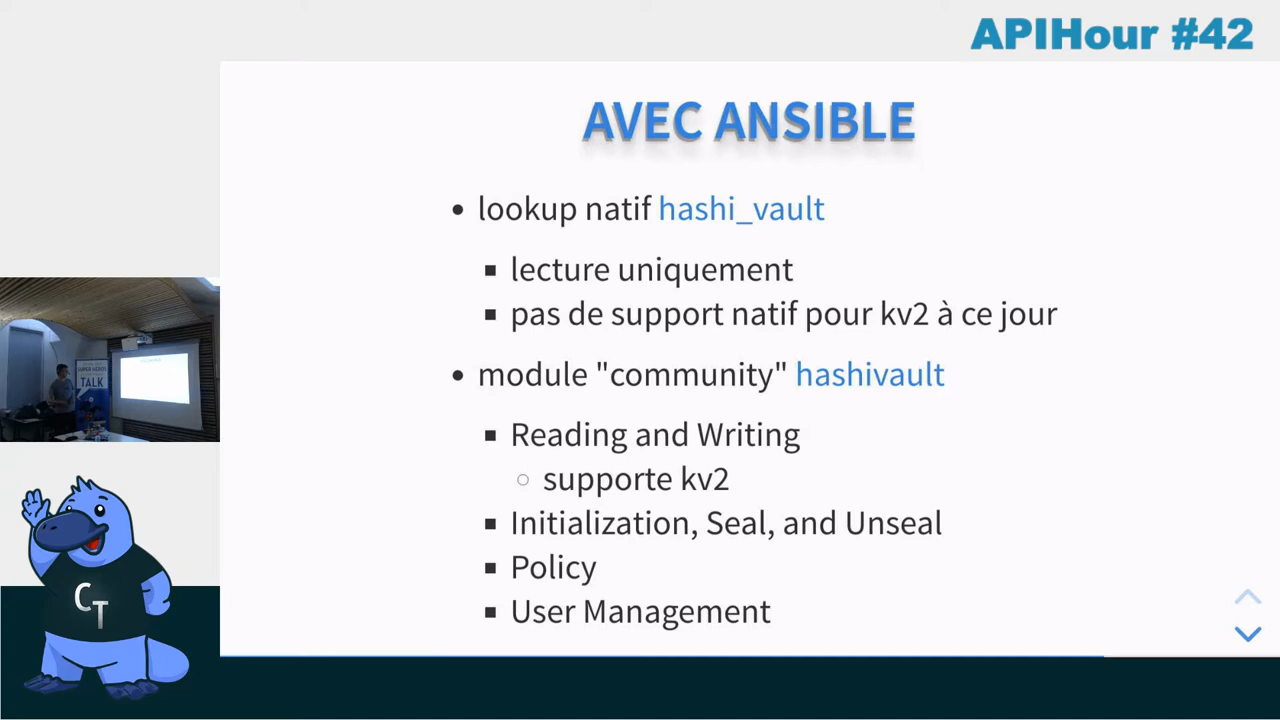 APIHour #42
AVEC ANSIBLE
lookup natif hashi_vault
lecture uniquement
pas de support natif pour kv2 à ce jour
module "community" hashivault
Reading and Writing
supporte kv2
Initialization, Seal, and Unseal
Policy
User Management
TALK
CT